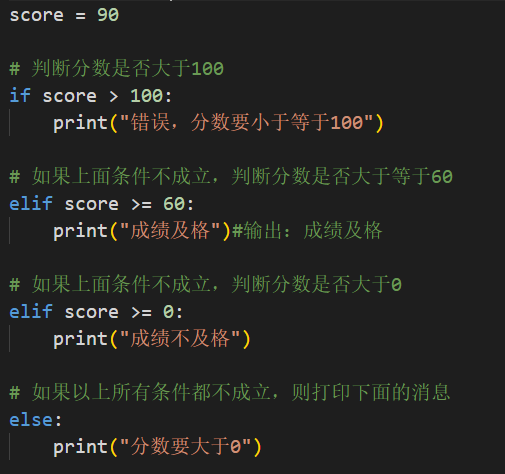 score = 90
# 判断分数是否大于100
if score > 100:
    print("错误，分数要小于等于100")
# 如果上面条件不成立，判断分数是否大于等于60
elif score >= 60:
    print("成绩及格")#输出：成绩及格
# 如果上面条件不成立，判断分数是否大于0
elif score >= 0:
    print("成绩不及格")
# 如果以上所有条件都不成立，则打印下面的消息
else:
    print("分数要大于0")